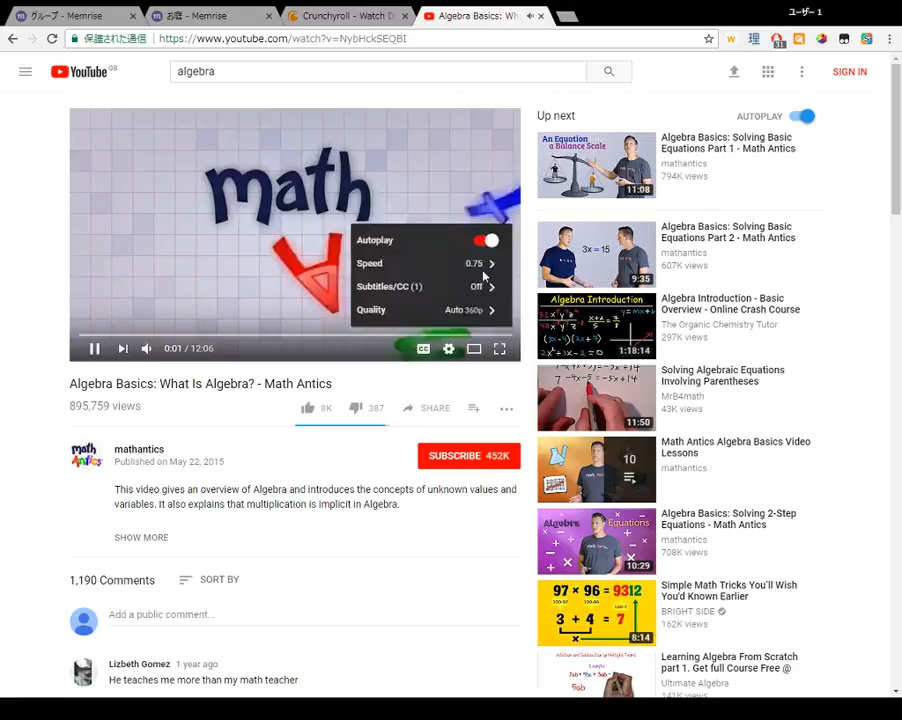 グループ - Memrise
お庭 - Memrise
Crunchyroll - Watch D
Algebra Basics: Wh
ユーザー 1
保護された通信
https://www.youtube.com/watch?v=NybHckSEQBI
31
YouTube GB
algebra
SIGN IN
math
Autoplay
Speed 0.75
Subtitles/CC (1) Off
Quality Auto 360p
0:01 / 12:06
CC
Algebra Basics: What Is Algebra? - Math Antics
895,759 views
8K
387
SHARE
math Antics
mathantics
Published on May 22, 2015
SUBSCRIBE 452K
This video gives an overview of Algebra and introduces the concepts of unknown values and
variables. It also explains that multiplication is implicit in Algebra.
SHOW MORE
1,190 Comments
SORT BY
Add a public comment...
Lizbeth Gomez 1 year ago
He teaches me more than my math teacher
Up next
AUTOPLAY
An Equation
a Balance Scale
11:08
Algebra Basics: Solving Basic
Equations Part 1 - Math Antics
mathantics
794K views
3x = 15
9:35
Algebra Basics: Solving Basic
Equations Part 2 - Math Antics
mathantics
607K views
Algebra Introduction
1:18:14
Algebra Introduction - Basic
Overview - Online Crash Course
The Organic Chemistry Tutor
297K views
11:50
Solving Algebraic Equations
Involving Parentheses
MrB4math
43K views
10
Math Antics Algebra Basics Video
Lessons
mathantics
Algebra Equations
10:29
Algebra Basics: Solving 2-Step
Equations - Math Antics
mathantics
708K views
97 × 96 = 9312
3 + 4 = 7
8:14
Simple Math Tricks You'll Wish
You'd Known Earlier
BRIGHT SIDE
162K views
Learning Algebra From Scratch
part 1. Get full Course Free @
Ultimate Algebra
141K views